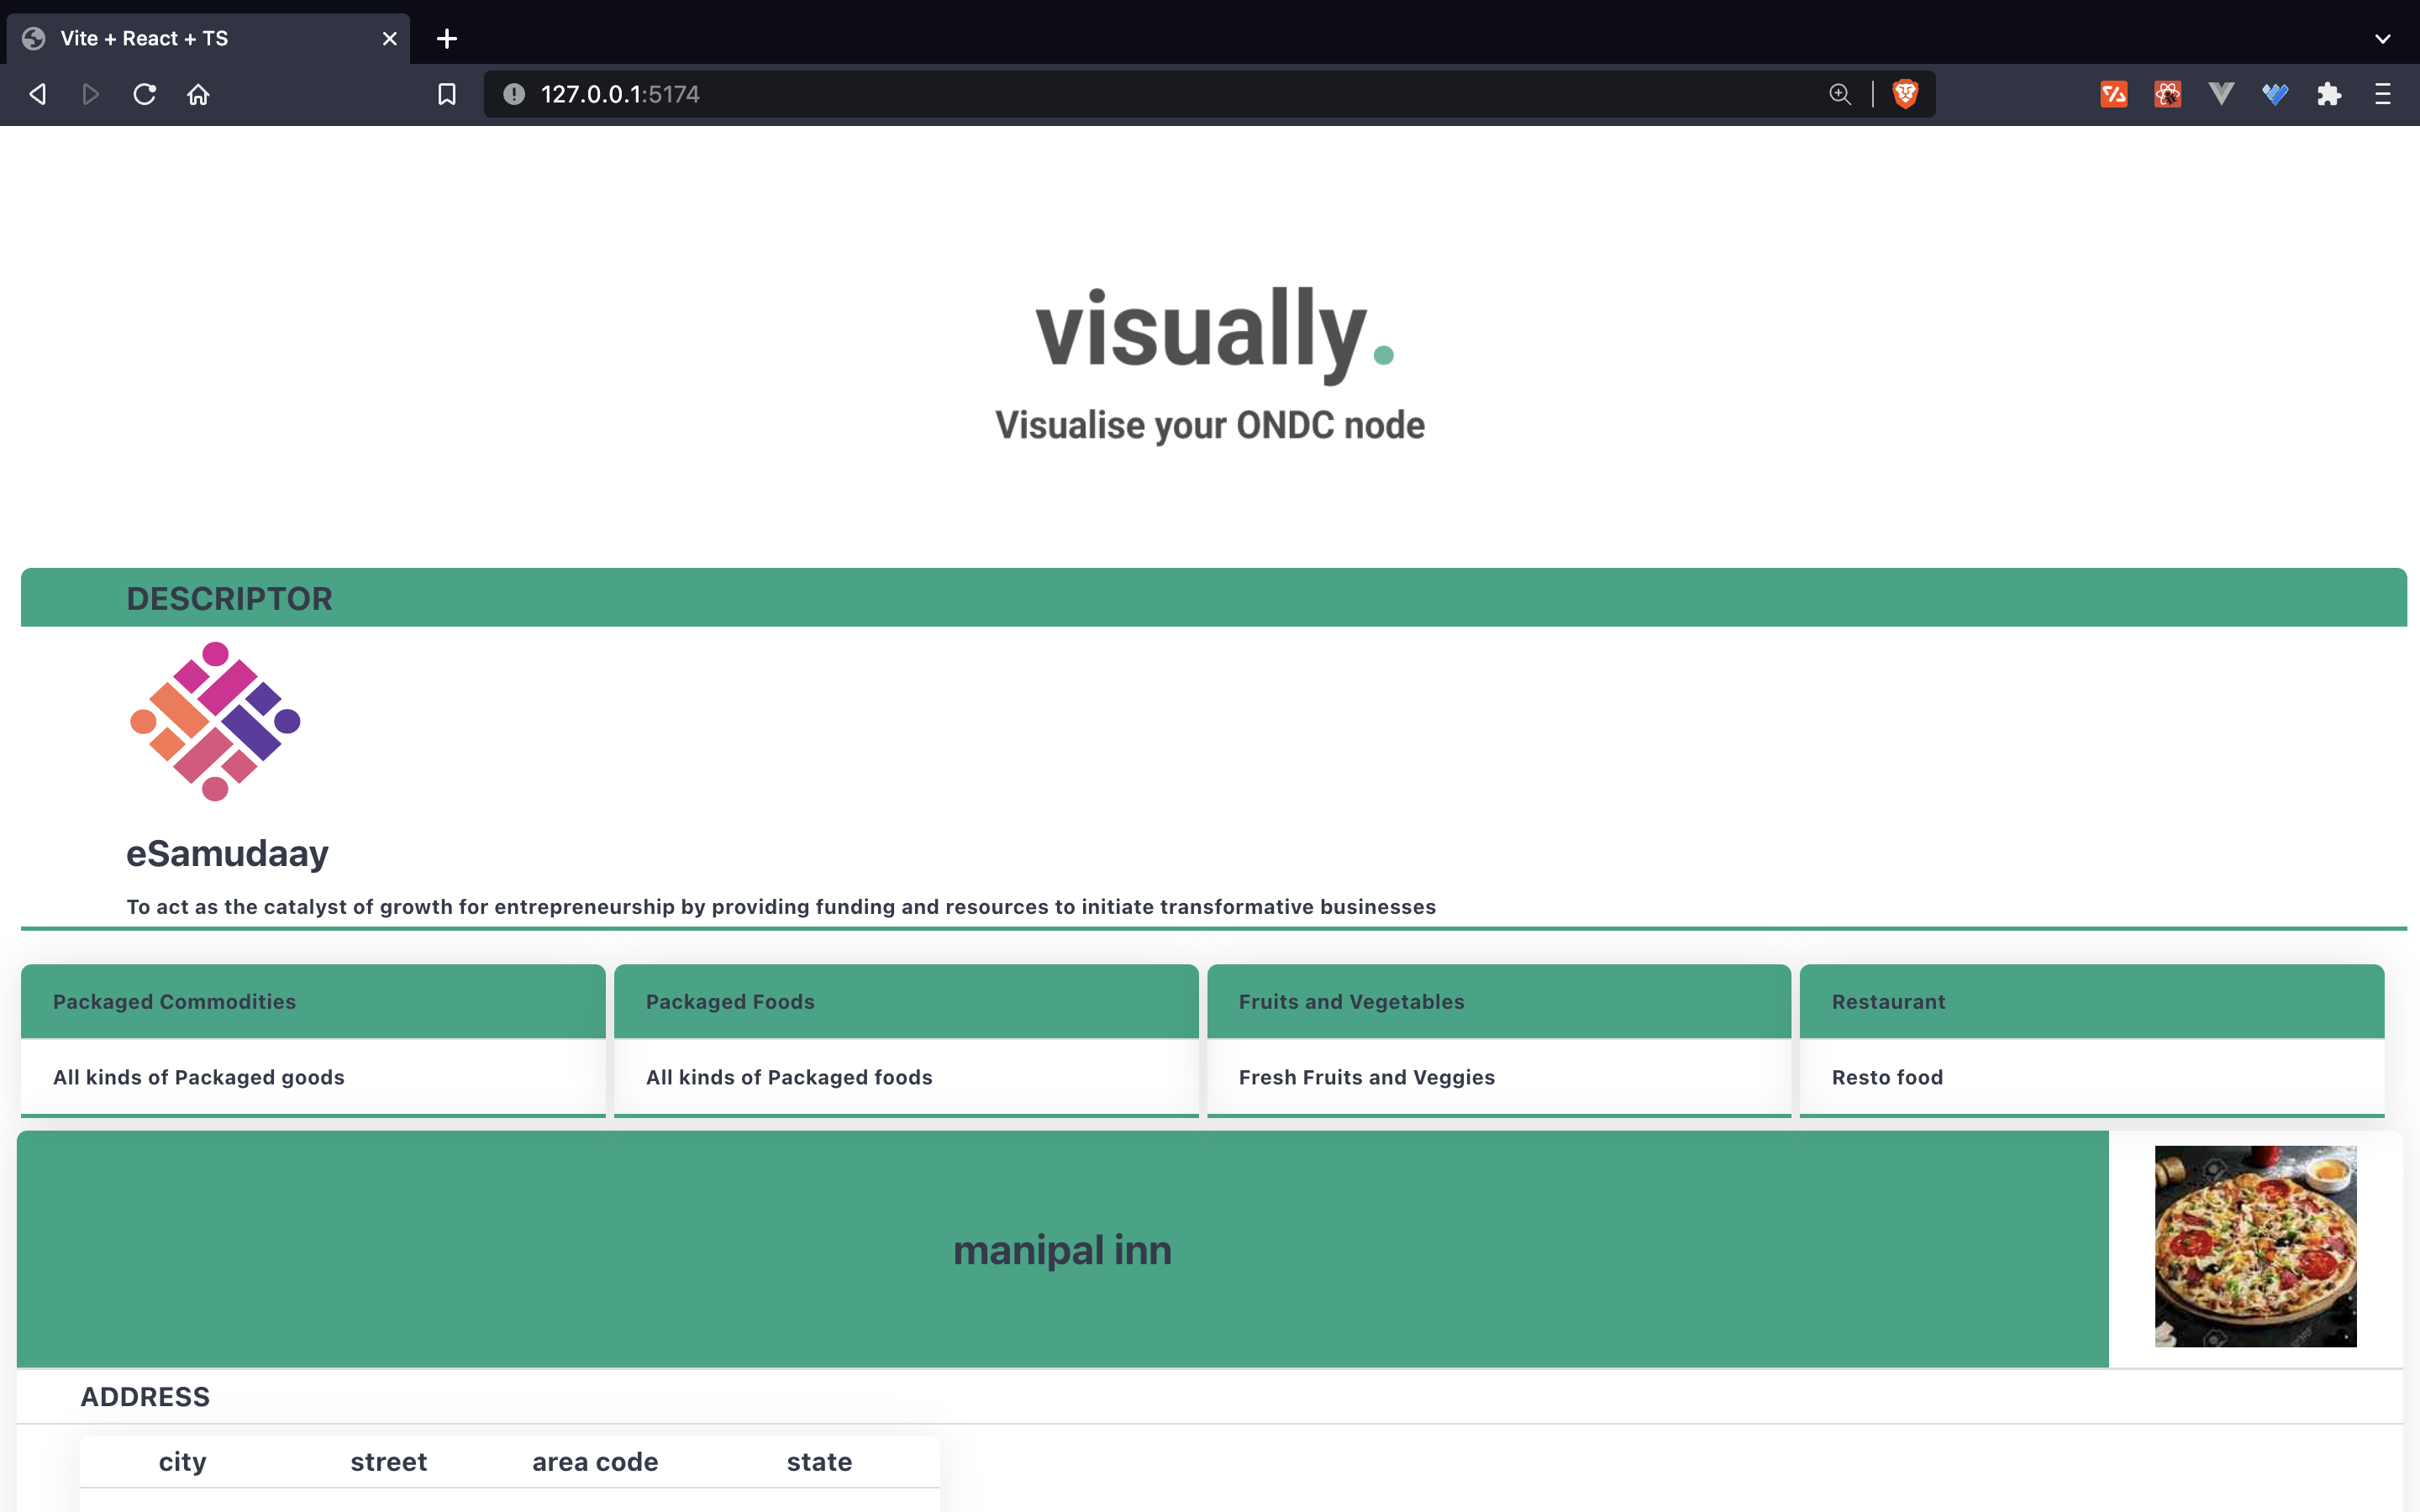 Vite + React + TS
127.0.0.1:5174
visually.
Visualise your ONDC node
DESCRIPTOR
eSamudaay
To act as the catalyst of growth for entrepreneurship by providing funding and resources to initiate transformative businesses
Packaged Commodities
All kinds of Packaged goods
Packaged Foods
All kinds of Packaged foods
Fruits and Vegetables
Fresh Fruits and Veggies
Restaurant
Resto food
manipal inn
ADDRESS
city street area code state